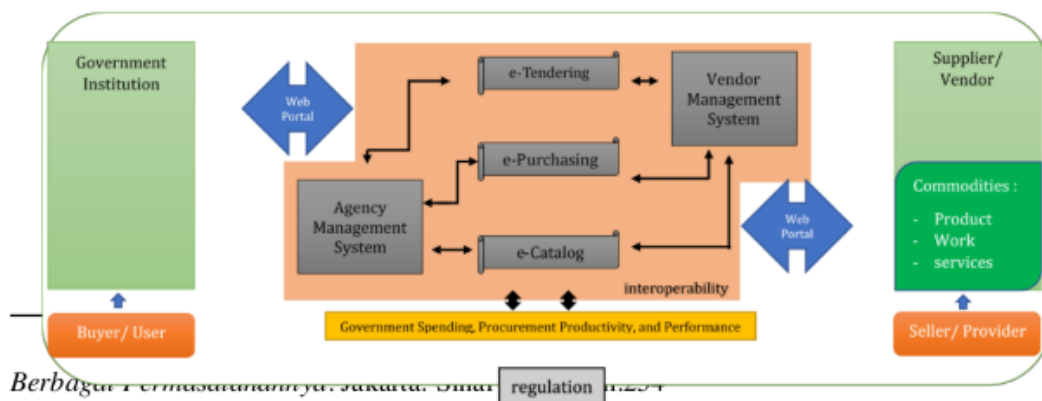 Government
Institution
Web
Portal
e-Tendering
Vendor
Management
System
Supplier/
Vendor
e-Purchasing
Agency
Management
System
e-Catalog
Web
Portal
Commodities :
- Product
- Work
- services
interoperability
Government Spending, Procurement Productivity, and Performance
Buyer/ User
Seller/ Provider
regulation
Berbagai Permasalahannya. Jakarta: Sinar